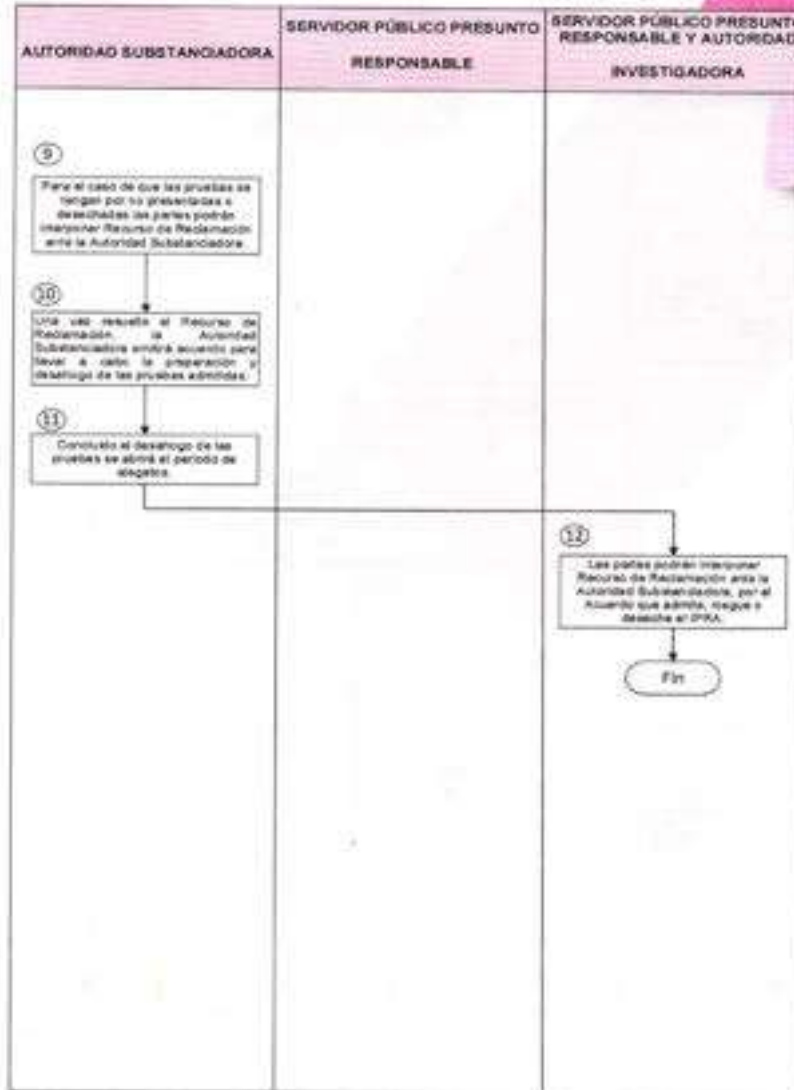 AUTORIDAD SUBSTANCIADORA
SERVIDOR PÚBLICO PRESUNTO
RESPONSABLE
SERVIDOR PÚBLICO PRESUNTO
RESPONSABLE Y AUTORIDAD
INVESTIGADORA
9
Para el caso de que las pruebas se
tengan por no presentadas o
desechadas las partes podrán
interponer Recurso de Reclamación
ante la Autoridad Substanciadora
10
Una vez resuelto el Recurso de
Reclamación, la Autoridad
Substanciadora emitirá acuerdo para
llevar a cabo la preparación y
desahogo de las pruebas admitidas.
11
Concluido el desahogo de las
pruebas se abrirá el periodo de
alegatos.
12
Las partes podrán interponer
Recurso de Reclamación ante la
Autoridad Substanciadora, por el
Acuerdo que admita, niegue o
deseche el IPRA.
Fin